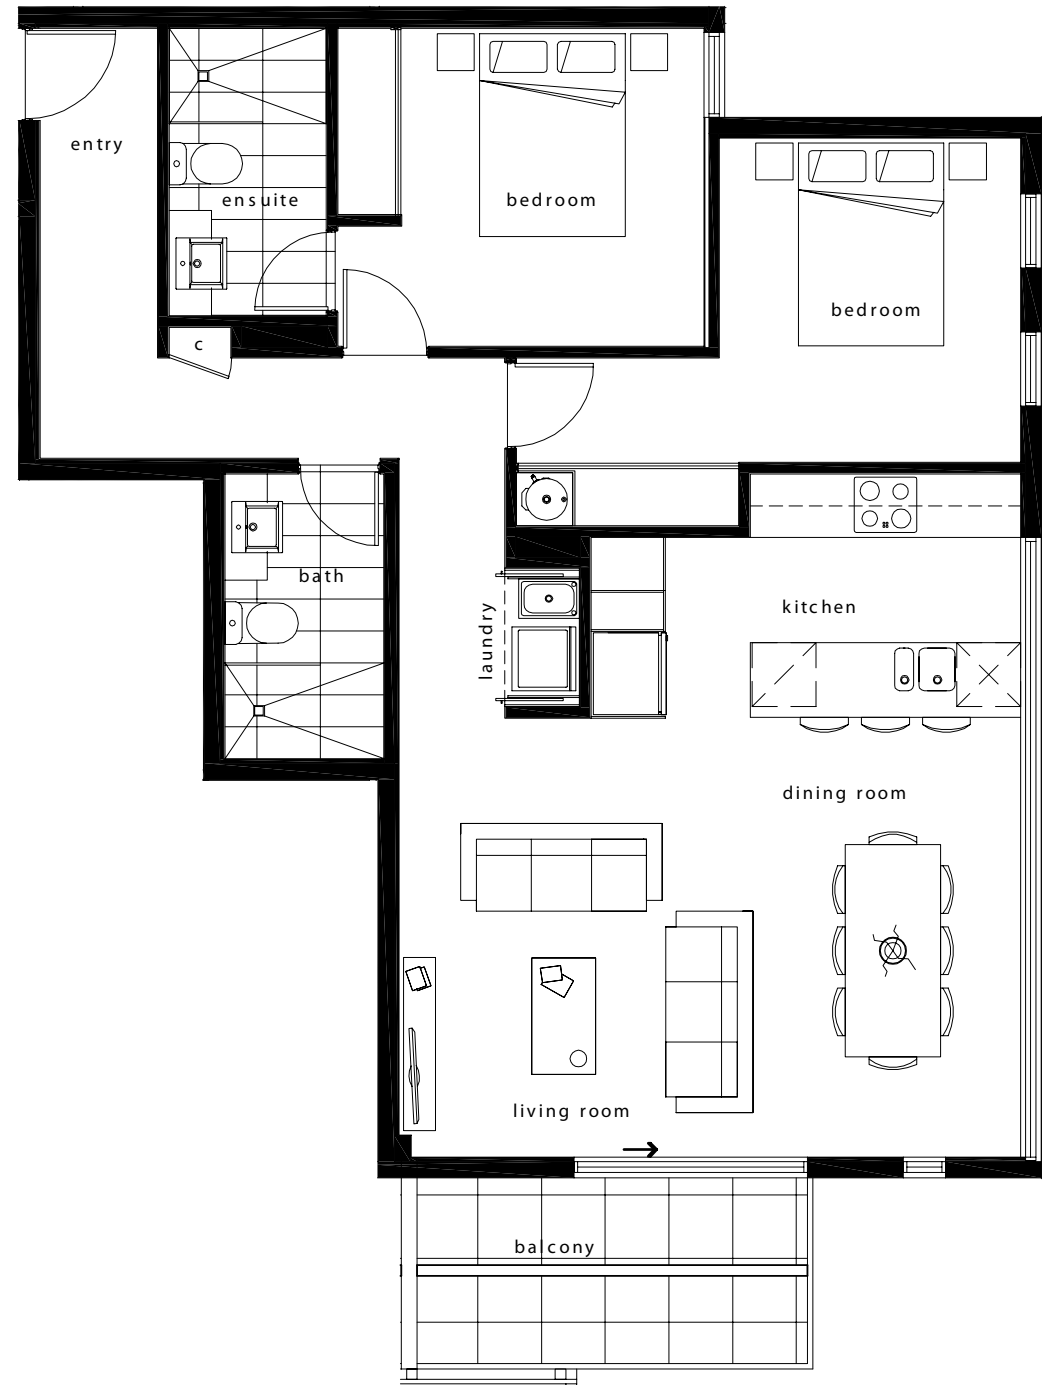 entry
ensuite
bedroom
bedroom
c
bath
laundry
kitchen
dining room
living room
balcony